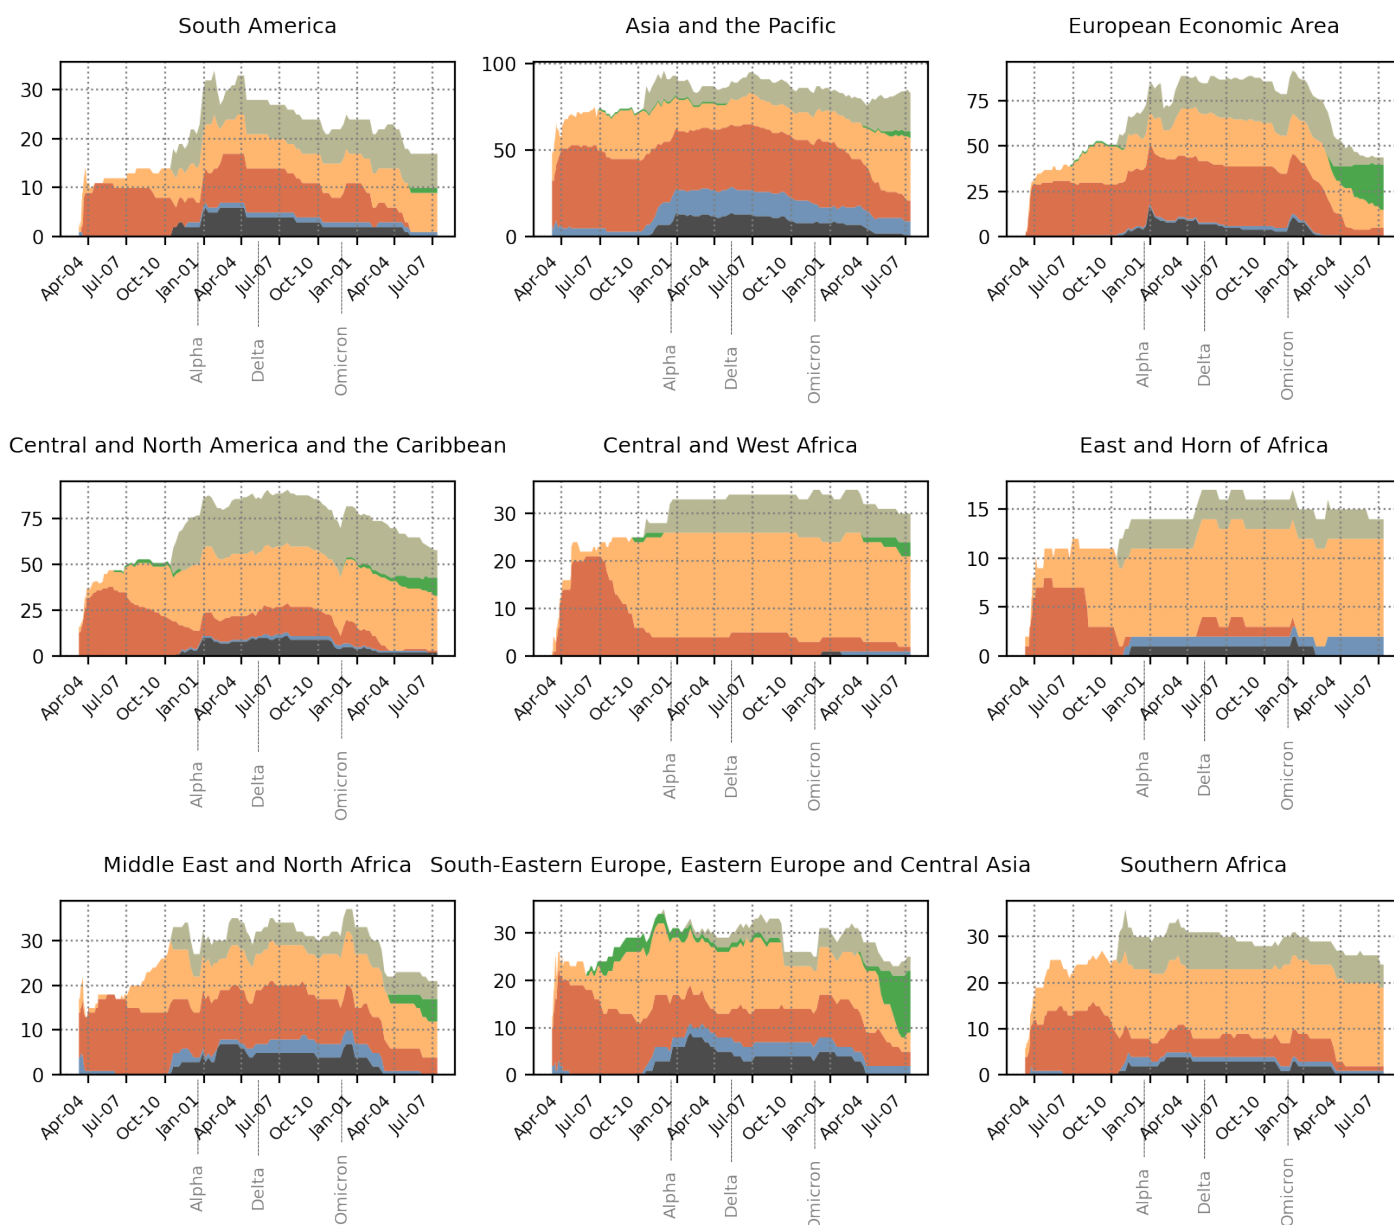 South America
Asia and the Pacific
European Economic Area
30
20
10
0
100
50
0
75
50
25
0
Apr-04
Jul-07
Oct-10
Jan-01
Apr-04
Jul-07
Oct-10
Jan-01
Apr-04
Jul-07
Apr-04
Jul-07
Oct-10
Jan-01
Apr-04
Jul-07
Oct-10
Jan-01
Apr-04
Jul-07
Apr-04
Jul-07
Oct-10
Jan-01
Apr-04
Jul-07
Oct-10
Jan-01
Apr-04
Jul-07
Alpha
Delta
Omicron
Alpha
Delta
Omicron
Alpha
Delta
Omicron
Central and North America and the Caribbean
Central and West Africa
East and Horn of Africa
75
50
25
0
30
20
10
0
15
10
5
0
Apr-04
Jul-07
Oct-10
Jan-01
Apr-04
Jul-07
Oct-10
Jan-01
Apr-04
Jul-07
Apr-04
Jul-07
Oct-10
Jan-01
Apr-04
Jul-07
Oct-10
Jan-01
Apr-04
Jul-07
Apr-04
Jul-07
Oct-10
Jan-01
Apr-04
Jul-07
Oct-10
Jan-01
Apr-04
Jul-07
Alpha
Delta
Omicron
Alpha
Delta
Omicron
Alpha
Delta
Omicron
Middle East and North Africa
South-Eastern Europe, Eastern Europe and Central Asia
Southern Africa
30
20
10
0
30
20
10
0
30
20
10
0
Apr-04
Jul-07
Oct-10
Jan-01
Apr-04
Jul-07
Oct-10
Jan-01
Apr-04
Jul-07
Apr-04
Jul-07
Oct-10
Jan-01
Apr-04
Jul-07
Oct-10
Jan-01
Apr-04
Jul-07
Apr-04
Jul-07
Oct-10
Jan-01
Apr-04
Jul-07
Oct-10
Jan-01
Apr-04
Jul-07
Alpha
Delta
Omicron
Alpha
Delta
Omicron
Alpha
Delta
Omicron